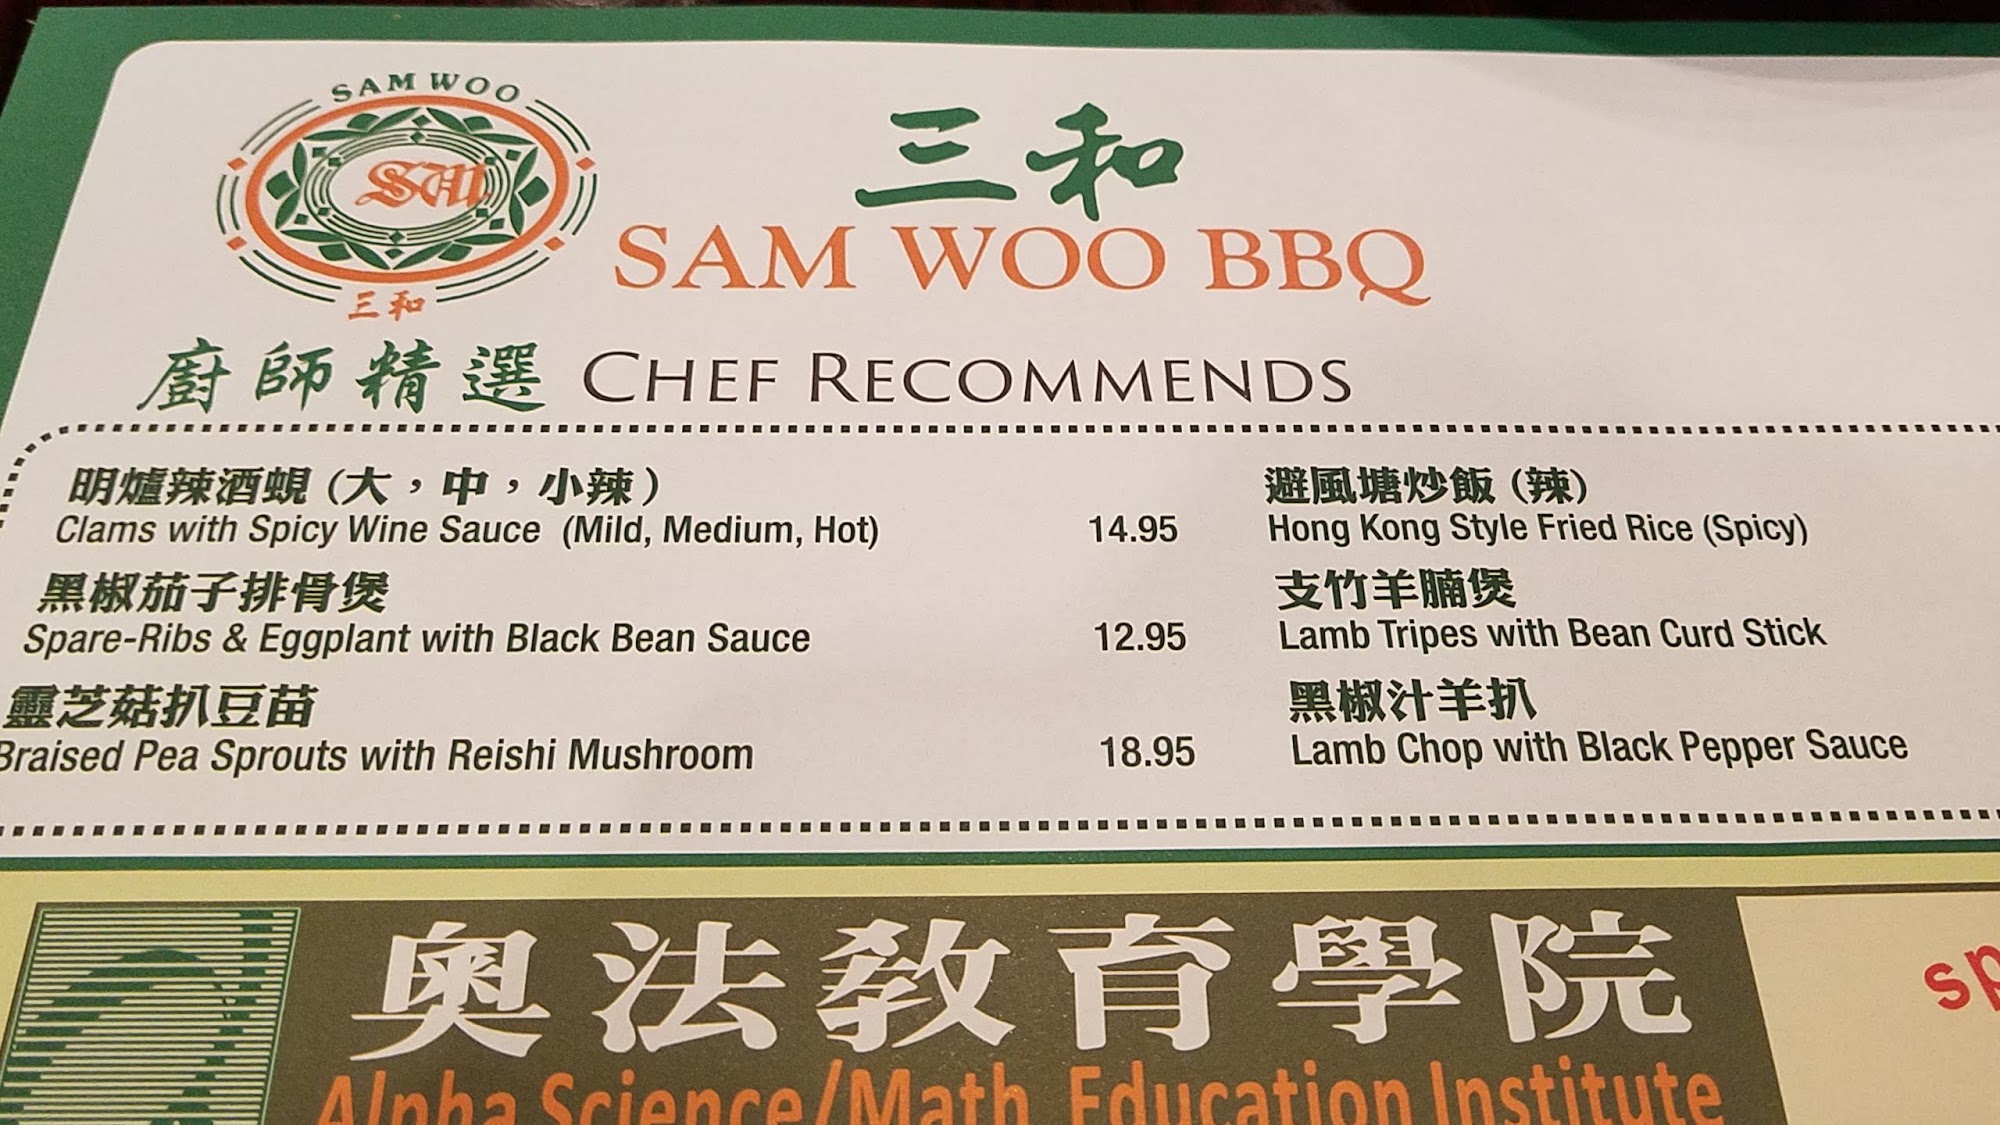 SAM WOO
SW
三和
三和
SAM WOO BBQ
廚師精選 CHEF RECOMMENDS
明爐辣酒蜆 (大，中，小辣)
Clams with Spicy Wine Sauce (Mild, Medium, Hot) 14.95
黑椒茄子排骨煲
Spare-Ribs & Eggplant with Black Bean Sauce 12.95
靈芝菇扒豆苗
Braised Pea Sprouts with Reishi Mushroom 18.95
避風塘炒飯 (辣)
Hong Kong Style Fried Rice (Spicy)
支竹羊腩煲
Lamb Tripes with Bean Curd Stick
黑椒汁羊扒
Lamb Chop with Black Pepper Sauce
奧法教育學院
Alpha Science/Math Education Institute
sp